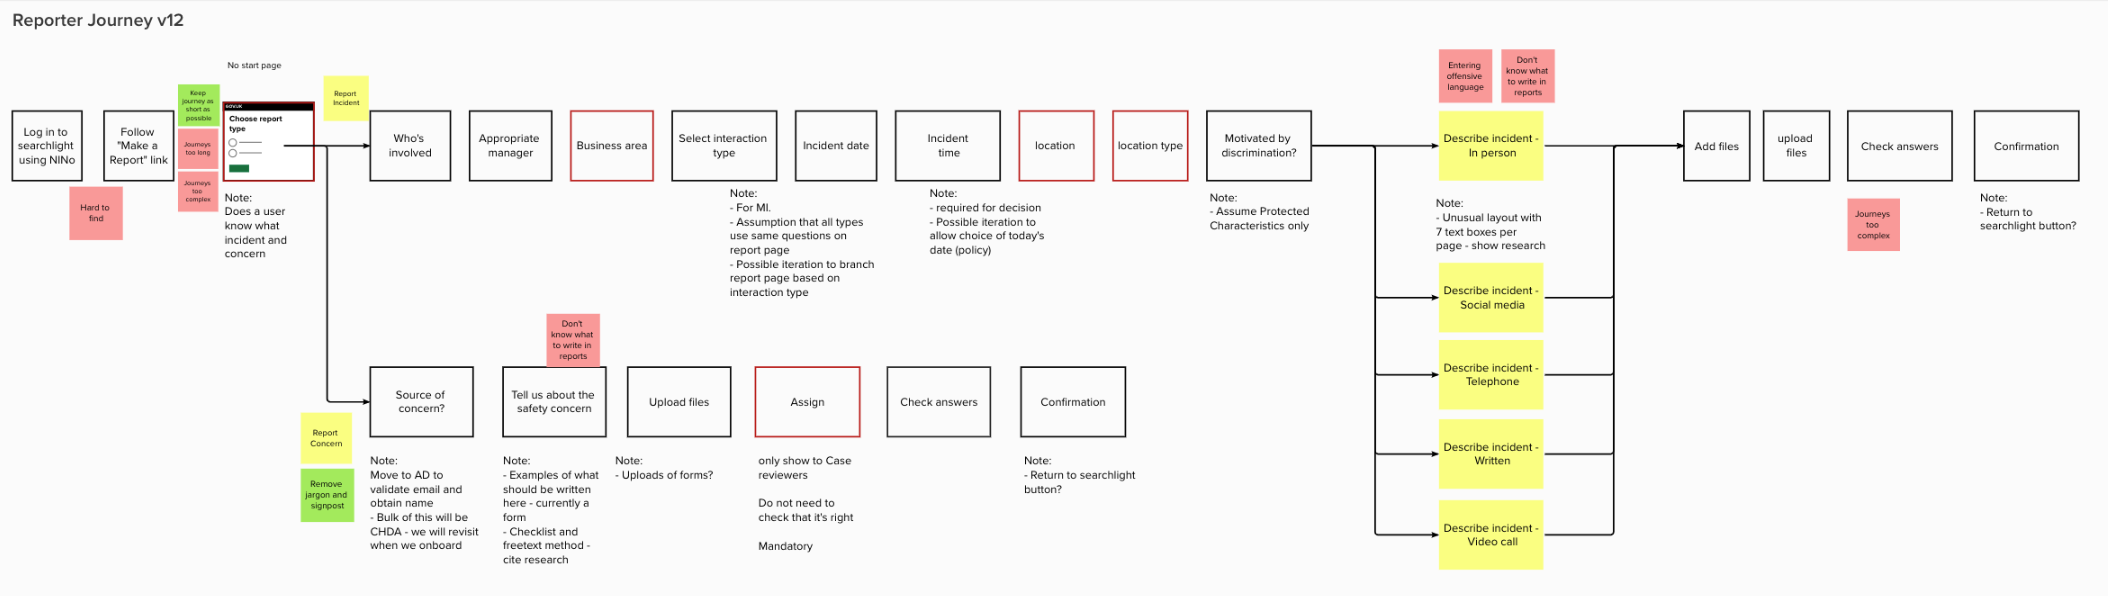 Reporter Journey v12
No start page
Log in to
searchlight
using NINo
Follow
"Make a
Report" link
Hard to
find
Keep
journey as
short as
possible
Journeys
too long
Journeys
too
complex
GOV.UK
Choose report
type
Note:
Does a user
know what
incident and
concern
Report
Incident
Who's
involved
Appropriate
manager
Business area
Select interaction
type
Note:
- For MI.
- Assumption that all types
use same questions on
report page
- Possible iteration to branch
report page based on
interaction type
Incident date
Incident
time
Note:
- required for decision
- Possible iteration to
allow choice of today's
date (policy)
location
location type
Motivated by
discrimination?
Note:
- Assume Protected
Characteristics only
Entering
offensive
language
Don't
know what
to write in
reports
Describe incident -
In person
Note:
- Unusual layout with
7 text boxes per
page - show research
Describe incident -
Social media
Describe incident -
Telephone
Describe incident -
Written
Describe incident -
Video call
Add files
upload
files
Check answers
Journeys
too
complex
Confirmation
Note:
- Return to
searchlight button?
Report
Concern
Remove
jargon and
signpost
Source of
concern?
Note:
Move to AD to
validate email and
obtain name
- Bulk of this will be
CHDA - we will revisit
when we onboard
Don't
know what
to write in
reports
Tell us about the
safety concern
Note:
- Examples of what
should be written
here - currently a
form
- Checklist and
freetext method -
cite research
Upload files
Note:
- Uploads of forms?
Assign
only show to Case
reviewers
Do not need to
check that it's right
Mandatory
Check answers
Confirmation
Note:
- Return to searchlight
button?